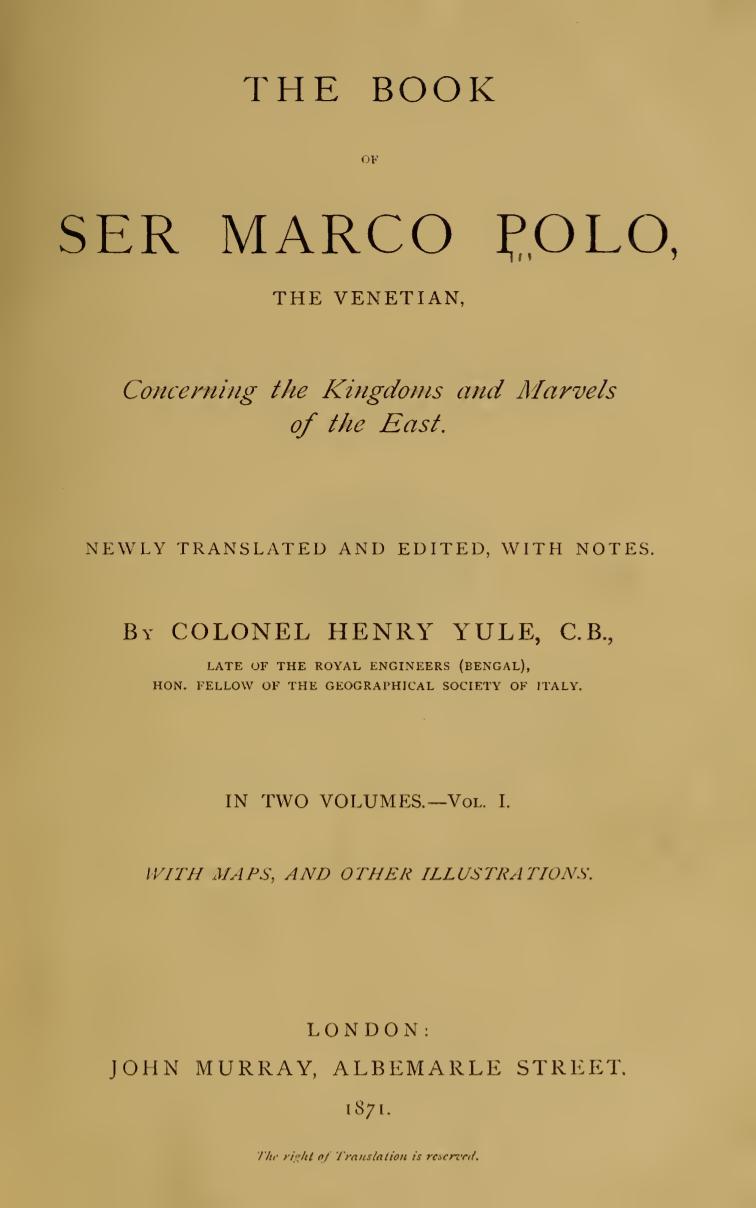 THE BOOK
OF
SER MARCO POLO,
THE VENETIAN,
Concerning the Kingdoms and Marvels
of the East.
NEWLY TRANSLATED AND EDITED, WITH NOTES.
By COLONEL HENRY YULE, C.B.,
LATE OF THE ROYAL ENGINEERS (BENGAL),
HON. FELLOW OF THE GEOGRAPHICAL SOCIETY OF ITALY.
IN TWO VOLUMES.—Vol. I.
WITH MAPS, AND OTHER ILLUSTRATIONS.
LONDON:
JOHN MURRAY, ALBEMARLE STREET.
1871.
The right of Translation is reserved.